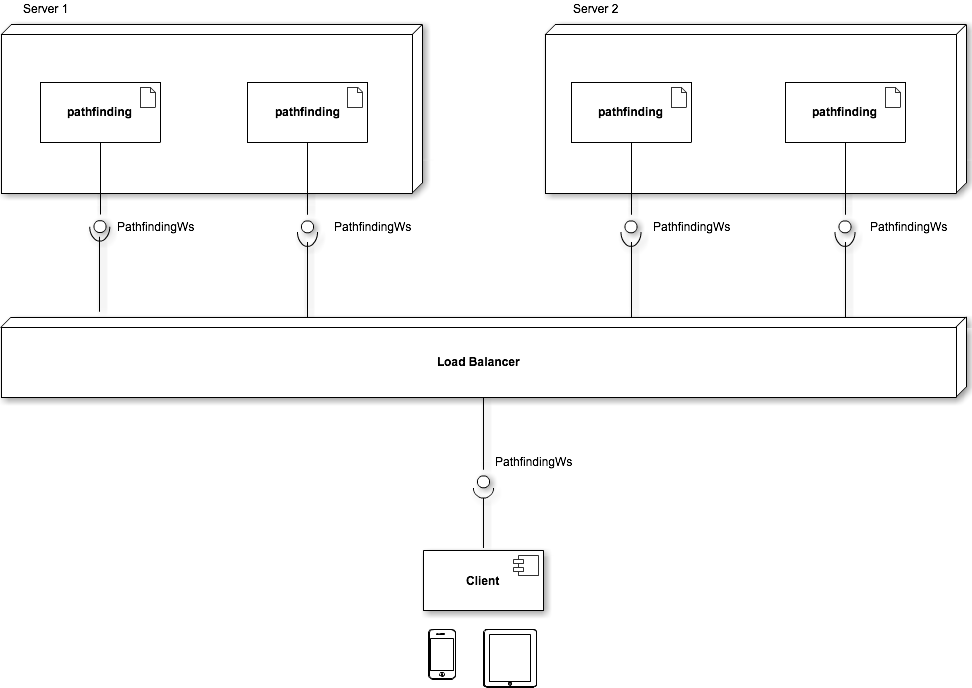 Server 1
Server 2
pathfinding
pathfinding
pathfinding
pathfinding
PathfindingWs
PathfindingWs
PathfindingWs
PathfindingWs
Load Balancer
PathfindingWs
Client